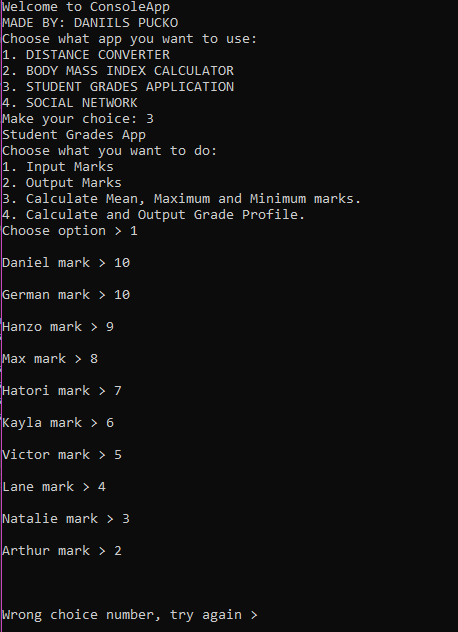 Welcome to ConsoleApp
MADE BY: DANIILS PUCKO
Choose what app you want to use:
1. DISTANCE CONVERTER
2. BODY MASS INDEX CALCULATOR
3. STUDENT GRADES APPLICATION
4. SOCIAL NETWORK
Make your choice: 3
Student Grades App
Choose what you want to do:
1. Input Marks
2. Output Marks
3. Calculate Mean, Maximum and Minimum marks.
4. Calculate and Output Grade Profile.
Choose option > 1
Daniel mark > 10
German mark > 10
Hanzo mark > 9
Max mark > 8
Hatori mark > 7
Kayla mark > 6
Victor mark > 5
Lane mark > 4
Natalie mark > 3
Arthur mark > 2
Wrong choice number, try again >